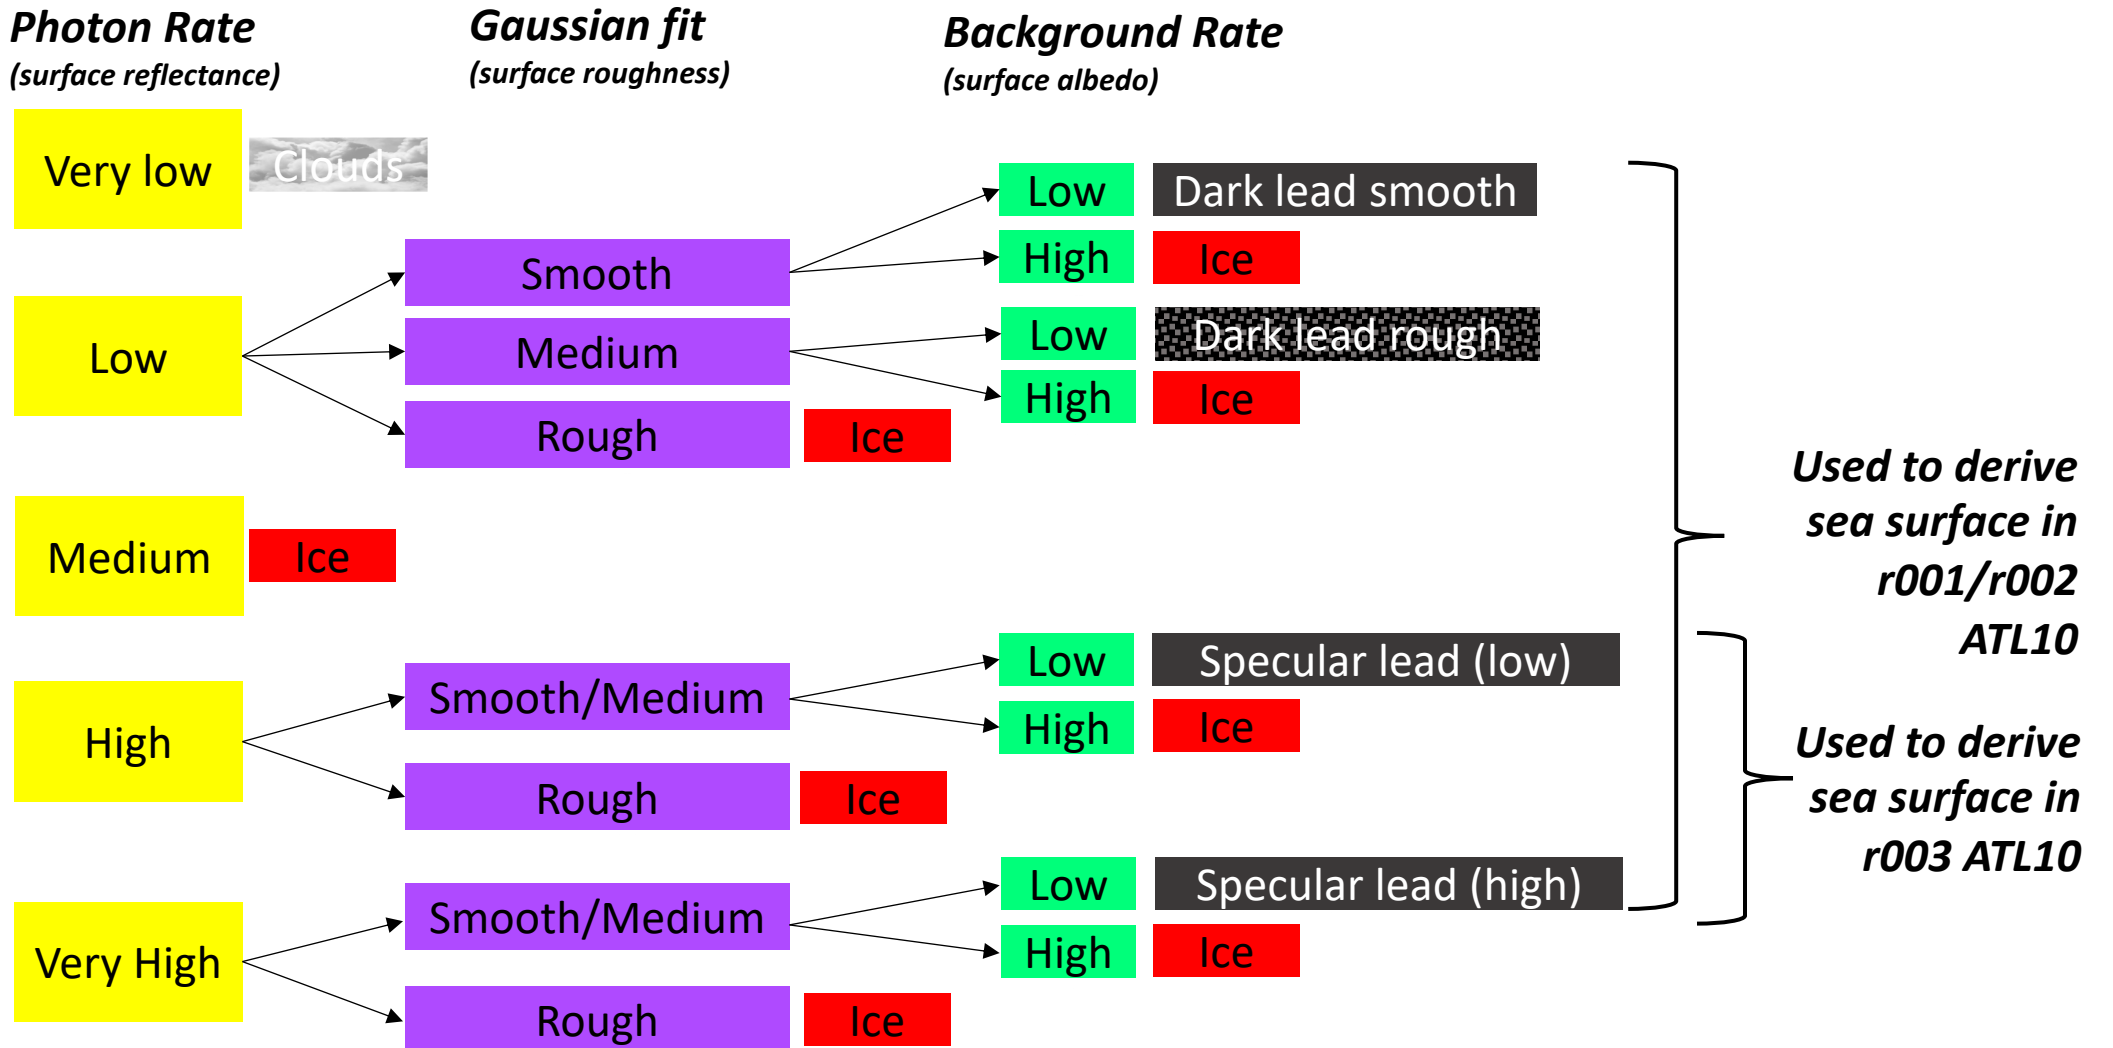 Photon Rate
(surface reflectance)
Gaussian fit
(surface roughness)
Background Rate
(surface albedo)
Very low
Clouds
Low
Smooth
Low
Dark lead smooth
High
Ice
Medium
Low
Dark lead rough
High
Ice
Rough
Ice
Medium
Ice
High
Smooth/Medium
Low
Specular lead (low)
High
Ice
Rough
Ice
Very High
Smooth/Medium
Low
Specular lead (high)
High
Ice
Rough
Ice
Used to derive
sea surface in
r001/r002
ATL10
Used to derive
sea surface in
r003 ATL10